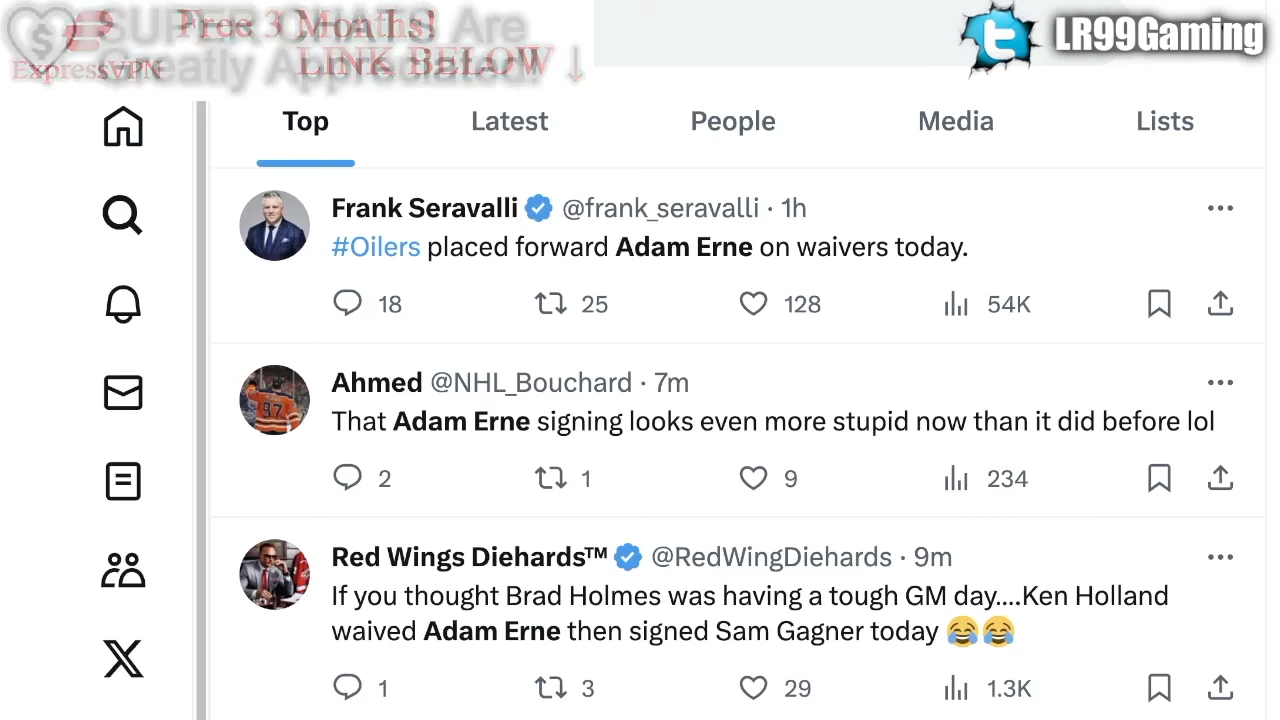 SUPER CHATS! Are
Greatly Appreciated!
Free 3 Months!
LINK BELOW ↓
ExpressVPN
LR99Gaming
Top Latest People Media Lists
Frank Seravalli @frank_seravalli · 1h
#Oilers placed forward Adam Erne on waivers today.
18 25 128 54K
Ahmed @NHL_Bouchard · 7m
That Adam Erne signing looks even more stupid now than it did before lol
2 1 9 234
Red Wings Diehards™ @RedWingDiehards · 9m
If you thought Brad Holmes was having a tough GM day....Ken Holland
waived Adam Erne then signed Sam Gagner today 😂😂
1 3 29 1.3K